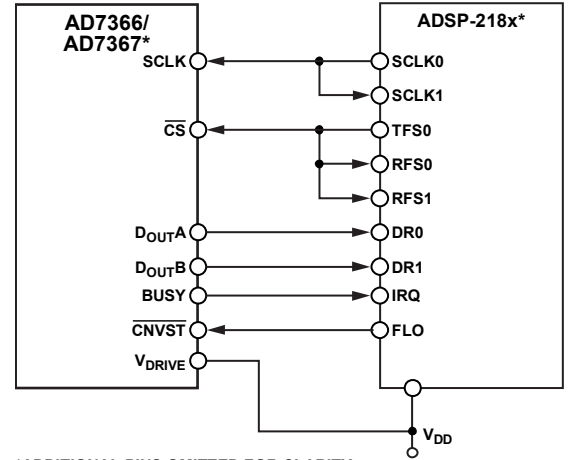 AD7366/
AD7367*
SCLK
CS
DOUTA
DOUTB
BUSY
CNVST
VDRIVE
ADSP-218x*
SCLK0
SCLK1
TFS0
RFS0
RFS1
DR0
DR1
IRQ
FLO
VDD